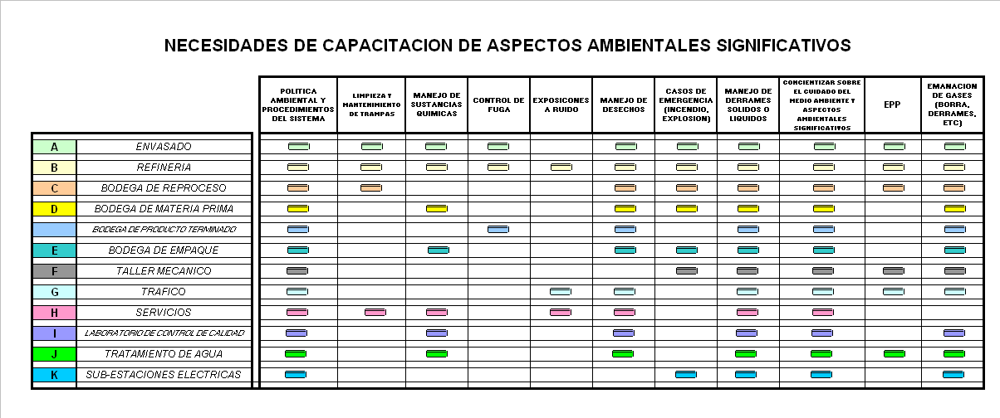 NECESIDADES DE CAPACITACION DE ASPECTOS AMBIENTALES SIGNIFICATIVOS
POLITICA
AMBIENTAL Y
PROCEDIMIENTOS
DEL SISTEMA
LIMPIEZA Y
MANTENIMIENTO
DE TRAMPAS
MANEJO DE
SUSTANCIAS
QUIMICAS
CONTROL DE
FUGA
EXPOSICONES
A RUIDO
MANEJO DE
DESECHOS
CASOS DE
EMERGENCIA
(INCENDIO,
EXPLOSION)
MANEJO DE
DERRAMES
SOLIDOS O
LIQUIDOS
CONCIENTIZAR SOBRE
EL CUIDADO DEL
MEDIO AMBIENTE Y
ASPECTOS
AMBIENTALES
SIGNIFICATIVOS
EPP
EMANACION
DE GASES
(BORRA,
DERRAMES,
ETC)
A ENVASADO
B REFINERIA
C BODEGA DE REPROCESO
D BODEGA DE MATERIA PRIMA
BODEGA DE PRODUCTO TERMINADO
E BODEGA DE EMPAQUE
F TALLER MECANICO
G TRAFICO
H SERVICIOS
I LABORATORIO DE CONTROL DE CALIDAD
J TRATAMIENTO DE AGUA
K SUB-ESTACIONES ELECTRICAS